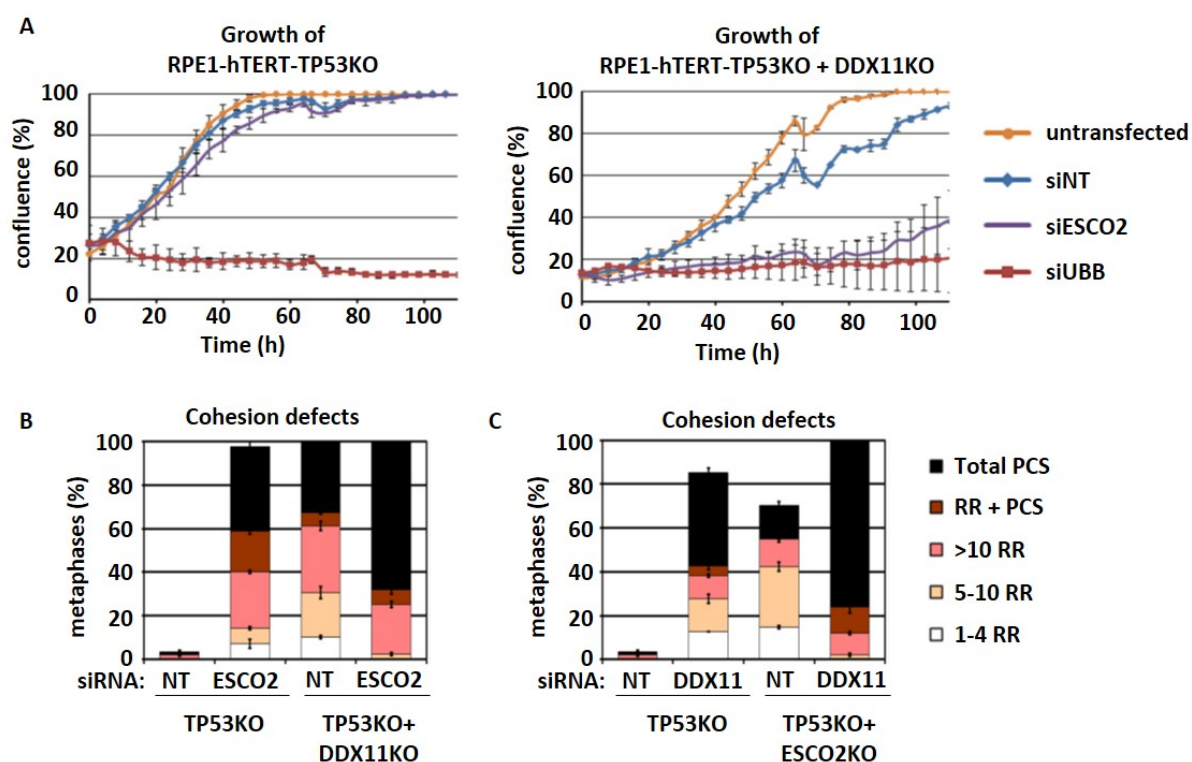 A
Growth of
RPE1-hTERT-TP53KO
confluence (%)
100
80
60
40
20
0
0 20 40 60 80 100
Time (h)
Growth of
RPE1-hTERT-TP53KO + DDX11KO
confluence (%)
100
80
60
40
20
0
0 20 40 60 80 100
Time (h)
untransfected
siNT
siESCO2
siUBB
B
Cohesion defects
metaphases (%)
100
80
60
40
20
0
siRNA: NT ESCO2 NT ESCO2
TP53KO TP53KO+
DDX11KO
C
Cohesion defects
metaphases (%)
100
80
60
40
20
0
siRNA: NT DDX11 NT DDX11
TP53KO TP53KO+
ESCO2KO
Total PCS
RR + PCS
>10 RR
5-10 RR
1-4 RR